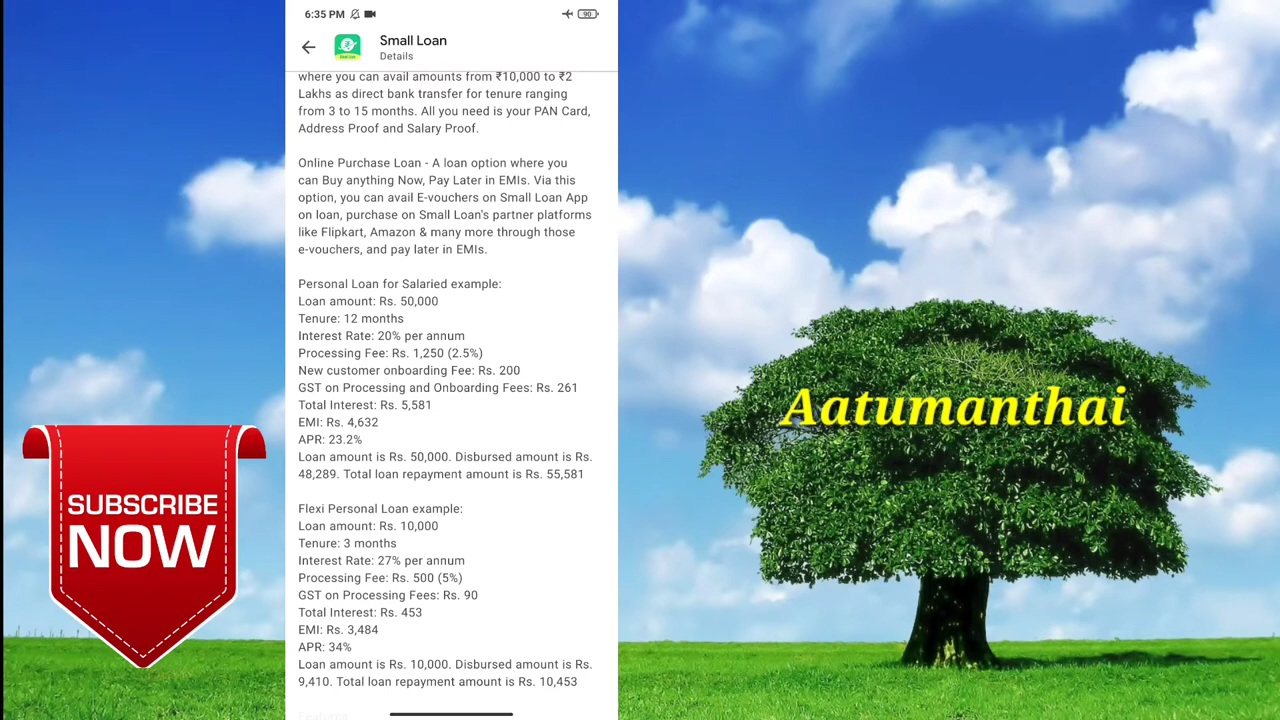 6:35 PM
90
Small Loan
Details
where you can avail amounts from ₹10,000 to ₹2
Lakhs as direct bank transfer for tenure ranging
from 3 to 15 months. All you need is your PAN Card,
Address Proof and Salary Proof.
Online Purchase Loan - A loan option where you
can Buy anything Now, Pay Later in EMIs. Via this
option, you can avail E-vouchers on Small Loan App
on loan, purchase on Small Loan's partner platforms
like Flipkart, Amazon & many more through those
e-vouchers, and pay later in EMIs.
Personal Loan for Salaried example:
Loan amount: Rs. 50,000
Tenure: 12 months
Interest Rate: 20% per annum
Processing Fee: Rs. 1,250 (2.5%)
New customer onboarding Fee: Rs. 200
GST on Processing and Onboarding Fees: Rs. 261
Total Interest: Rs. 5,581
EMI: Rs. 4,632
APR: 23.2%
Loan amount is Rs. 50,000. Disbursed amount is Rs.
48,289. Total loan repayment amount is Rs. 55,581
Flexi Personal Loan example:
Loan amount: Rs. 10,000
Tenure: 3 months
Interest Rate: 27% per annum
Processing Fee: Rs. 500 (5%)
GST on Processing Fees: Rs. 90
Total Interest: Rs. 453
EMI: Rs. 3,484
APR: 34%
Loan amount is Rs. 10,000. Disbursed amount is Rs.
9,410. Total loan repayment amount is Rs. 10,453
Features
SUBSCRIBE
NOW
Aatumanthai